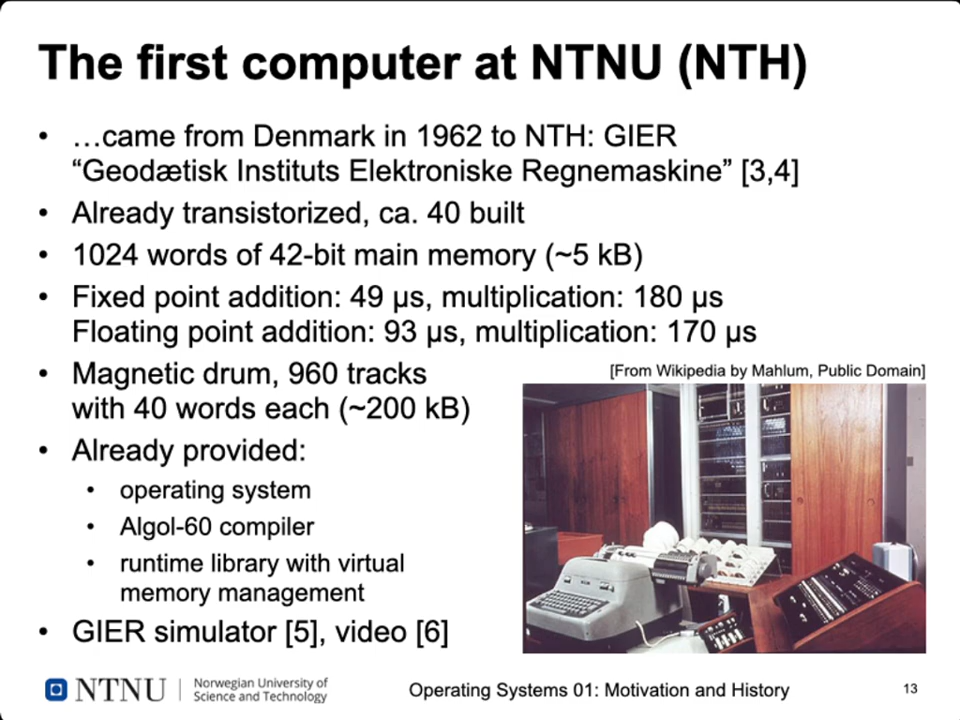 The first computer at NTNU (NTH)
• …came from Denmark in 1962 to NTH: GIER
“Geodætisk Instituts Elektroniske Regnemaskine” [3,4]
• Already transistorized, ca. 40 built
• 1024 words of 42-bit main memory (~5 kB)
• Fixed point addition: 49 µs, multiplication: 180 µs
Floating point addition: 93 µs, multiplication: 170 µs
• Magnetic drum, 960 tracks
with 40 words each (~200 kB)
[From Wikipedia by Mahlum, Public Domain]
• Already provided:
• operating system
• Algol-60 compiler
• runtime library with virtual
memory management
• GIER simulator [5], video [6]
NTNU
Norwegian University of
Science and Technology
Operating Systems 01: Motivation and History
13